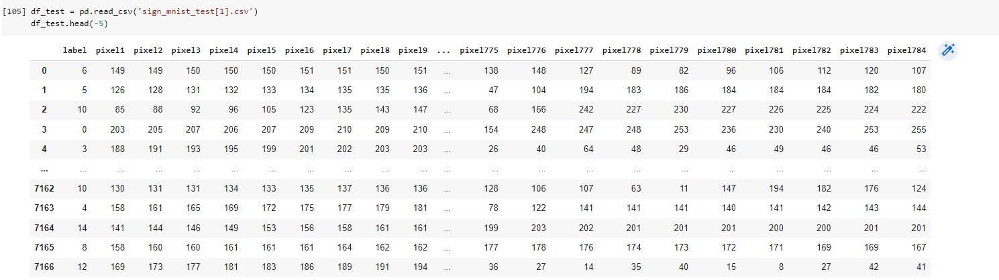 [105] df_test = pd.read_csv('sign_mnist_test[1].csv')
df_test.head(-5)
label pixel1 pixel2 pixel3 pixel4 pixel5 pixel6 pixel7 pixel8 pixel9 ... pixel775 pixel776 pixel777 pixel778 pixel779 pixel780 pixel781 pixel782 pixel783 pixel784
0 6 149 149 150 150 150 151 151 150 151 ... 138 148 127 89 82 96 106 112 120 107
1 5 126 128 131 132 133 134 135 135 136 ... 47 104 194 183 186 184 184 184 182 180
2 10 85 88 92 96 105 123 135 143 147 ... 68 166 242 227 230 227 226 225 224 222
3 0 203 205 207 206 207 209 210 209 210 ... 154 248 247 248 253 236 230 240 253 255
4 3 188 191 193 195 199 201 202 203 203 ... 26 40 64 48 29 46 49 46 46 53
... ... ... ... ... ... ... ... ... ... ... ... ... ... ... ... ... ... ... ... ... ... ...
7162 10 130 131 131 134 133 135 137 136 136 ... 128 106 107 63 11 147 194 182 176 124
7163 4 158 161 165 169 172 175 177 179 181 ... 78 122 141 141 141 140 141 142 143 144
7164 14 141 144 146 149 153 156 158 161 161 ... 199 203 202 201 201 201 200 200 201 201
7165 8 158 160 160 161 161 161 164 162 162 ... 177 178 176 174 173 172 171 169 169 167
7166 12 169 173 177 181 183 186 189 191 194 ... 36 27 14 35 40 15 8 27 42 41